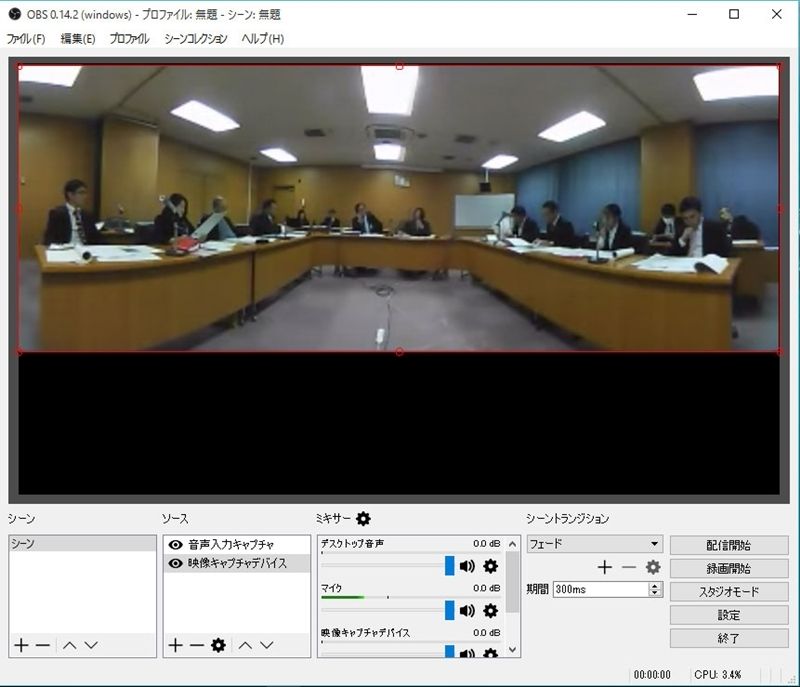 OBS 0.14.2 (windows) - プロファイル: 無題 - シーン: 無題
ファイル(F) 編集(E) プロファイル シーンコレクション ヘルプ(H)
シーン
シーン
ソース
音声入力キャプチャ
映像キャプチャデバイス
ミキサー
デスクトップ音声 0.0 dB
マイク 0.0 dB
映像キャプチャデバイス 0.0 dB
シーントランジション
フェード
期間 300ms
配信開始
録画開始
スタジオモード
設定
終了
00:00:00 CPU: 3.4%